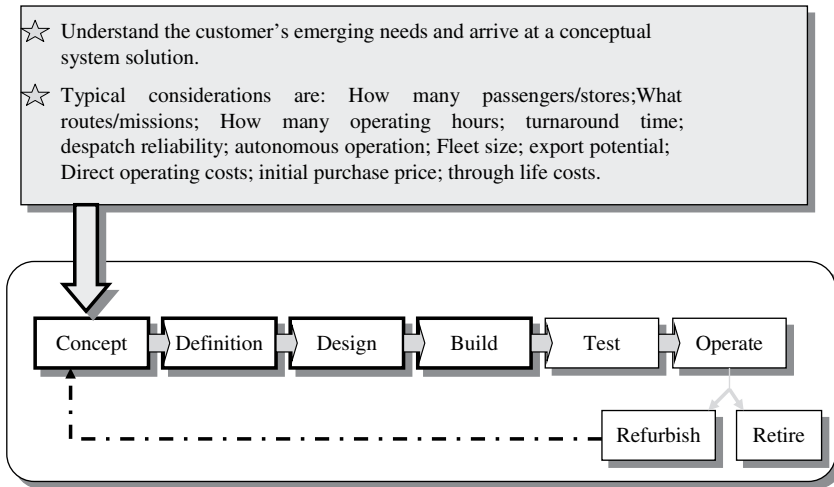 Understand the customer's emerging needs and arrive at a conceptual
system solution.
Typical considerations are: How many passengers/stores;What
routes/missions; How many operating hours; turnaround time;
despatch reliability; autonomous operation; Fleet size; export potential;
Direct operating costs; initial purchase price; through life costs.
Concept
Definition
Design
Build
Test
Operate
Refurbish
Retire